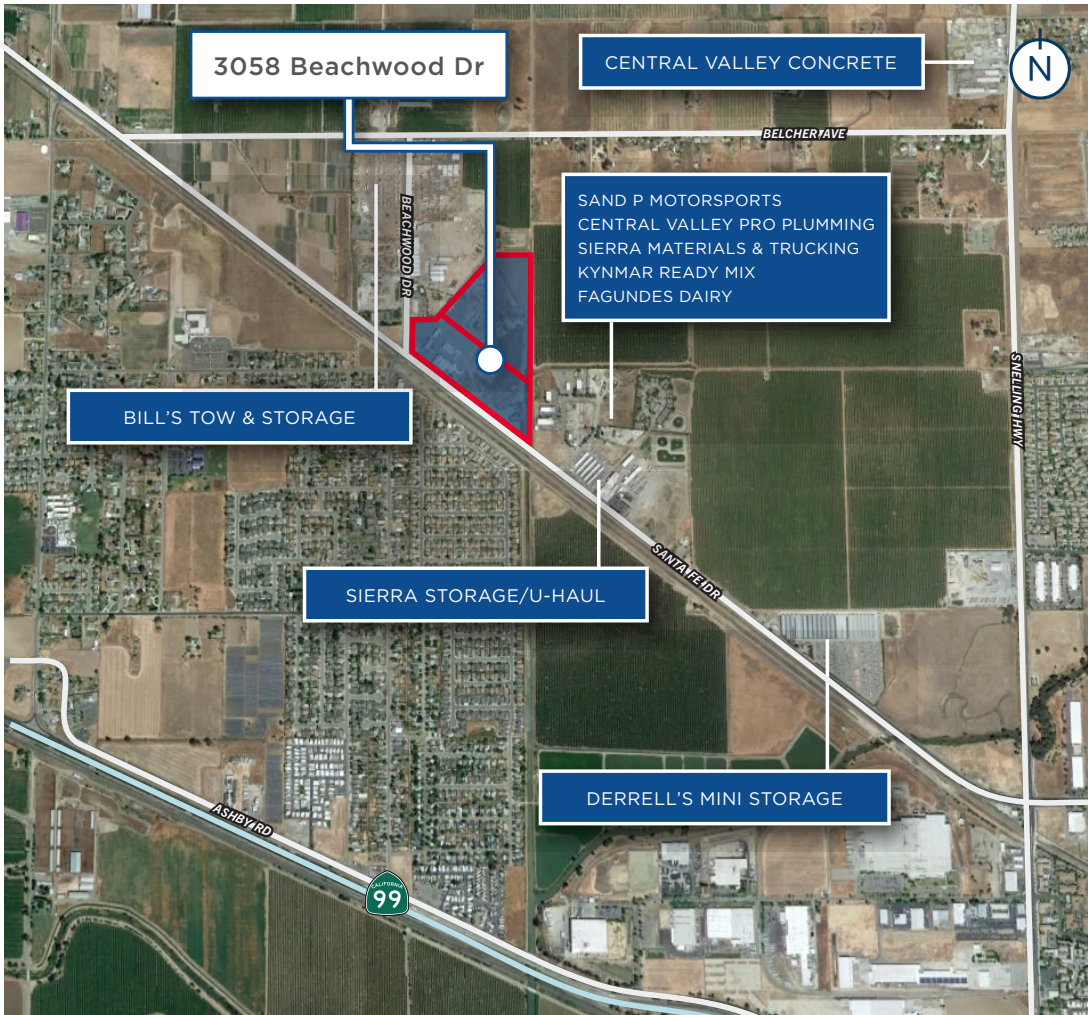 3058 Beachwood Dr
CENTRAL VALLEY CONCRETE
N
BELCHER AVE
BEACHWOOD DR
SAND P MOTORSPORTS
CENTRAL VALLEY PRO PLUMMING
SIERRA MATERIALS & TRUCKING
KYNMAR READY MIX
FAGUNDES DAIRY
SNELLING HWY
BILL'S TOW & STORAGE
SANTA FE DR
SIERRA STORAGE/U-HAUL
DERRELL'S MINI STORAGE
ASHBY RD
CALIFORNIA
99